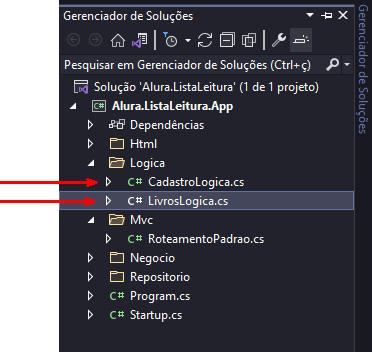 Gerenciador de Soluções
Pesquisar em Gerenciador de Soluções (Ctrl+ç)
Solução 'Alura.ListaLeitura' (1 de 1 projeto)
C# Alura.ListaLeitura.App
Dependências
Html
Logica
C# CadastroLogica.cs
C# LivrosLogica.cs
Mvc
C# RoteamentoPadrao.cs
Negocio
Repositorio
C# Program.cs
C# Startup.cs
Gerenciador de Soluções